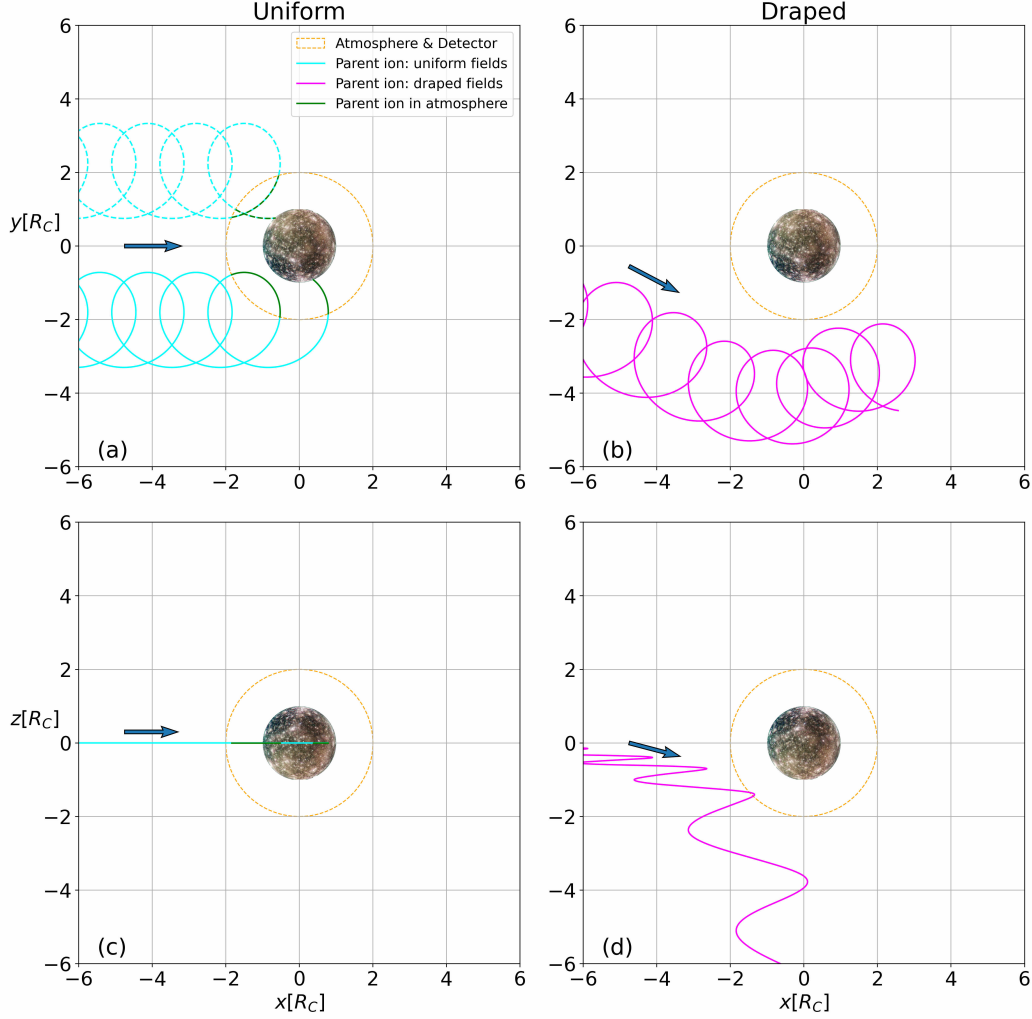 Uniform
Draped
6
4
2
0
−2
−4
−6
y[R_C]
−6 −4 −2 0 2 4 6
Atmosphere & Detector
Parent ion: uniform fields
Parent ion: draped fields
Parent ion in atmosphere
(a)
6
4
2
0
−2
−4
−6
−6 −4 −2 0 2 4 6
(b)
6
4
2
0
−2
−4
−6
z[R_C]
−6 −4 −2 0 2 4 6
x[R_C]
(c)
6
4
2
0
−2
−4
−6
−6 −4 −2 0 2 4 6
x[R_C]
(d)